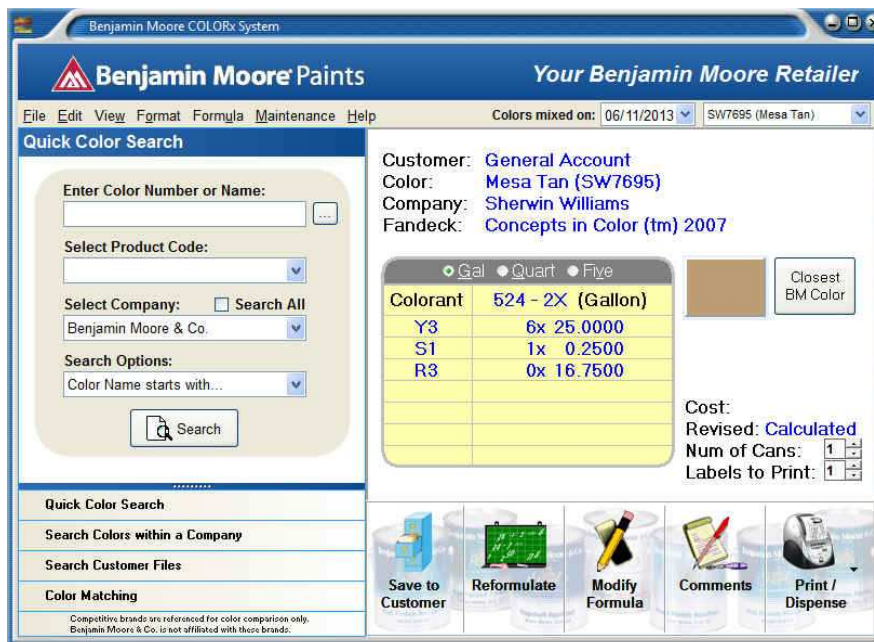 Benjamin Moore COLORx System
Benjamin Moore Paints
Your Benjamin Moore Retailer
File Edit View Format Formula Maintenance Help
Colors mixed on: 06/11/2013 SW7695 (Mesa Tan)
Quick Color Search
Enter Color Number or Name:
...
Select Product Code:
Select Company: Search All
Benjamin Moore & Co.
Search Options:
Color Name starts with...
Search
Customer: General Account
Color: Mesa Tan (SW7695)
Company: Sherwin Williams
Fandeck: Concepts in Color (tm) 2007
Gal Quart Five
Colorant 524 - 2X (Gallon)
Y3 6x 25.0000
S1 1x 0.2500
R3 0x 16.7500
Closest
BM Color
Cost:
Revised: Calculated
Num of Cans: 1
Labels to Print: 1
Quick Color Search
Search Colors within a Company
Search Customer Files
Color Matching
Competitive brands are referenced for color comparison only.
Benjamin Moore & Co. is not affiliated with these brands.
Save to
Customer
Reformulate
Modify
Formula
Comments
Print /
Dispense